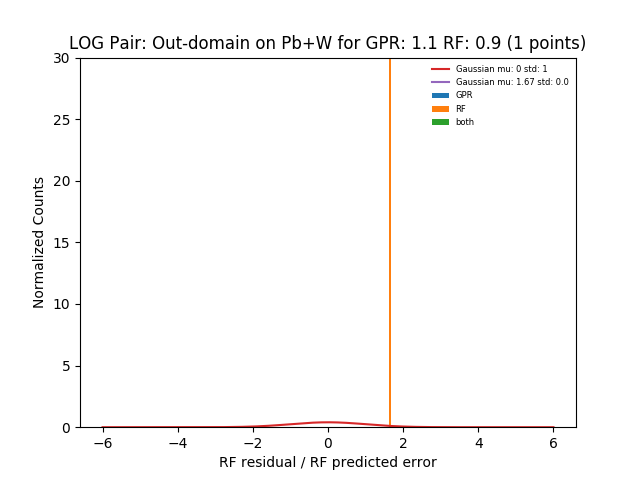 LOG Pair: Out-domain on Pb+W for GPR: 1.1 RF: 0.9 (1 points)
Normalized Counts
30
25
20
15
10
5
0
Gaussian mu: 0 std: 1
Gaussian mu: 1.67 std: 0.0
GPR
RF
both
−6 −4 −2 0 2 4 6
RF residual / RF predicted error